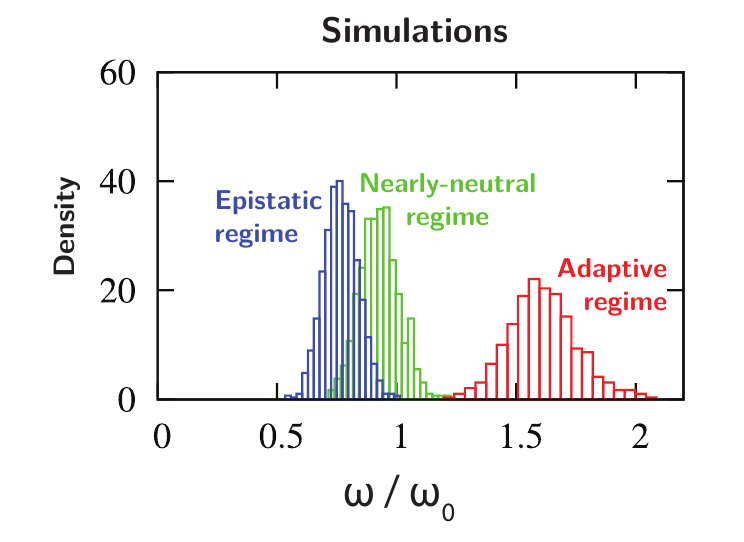 Simulations
60
40
20
0
Density
Epistatic
regime
Nearly-neutral
regime
Adaptive
regime
0 0.5 1 1.5 2
ω / ω0